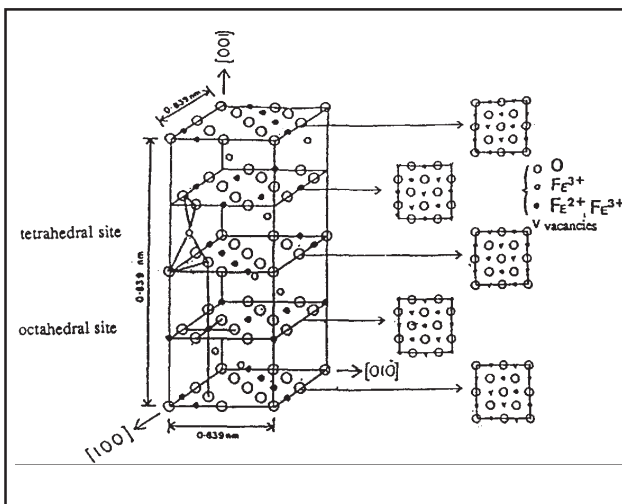 [001]
0·839 nm
O
Fe³⁺
Fe²⁺, Fe³⁺
V vacancies
tetrahedral site
0·839 nm
octahedral site
[010]
[100]
0·839 nm